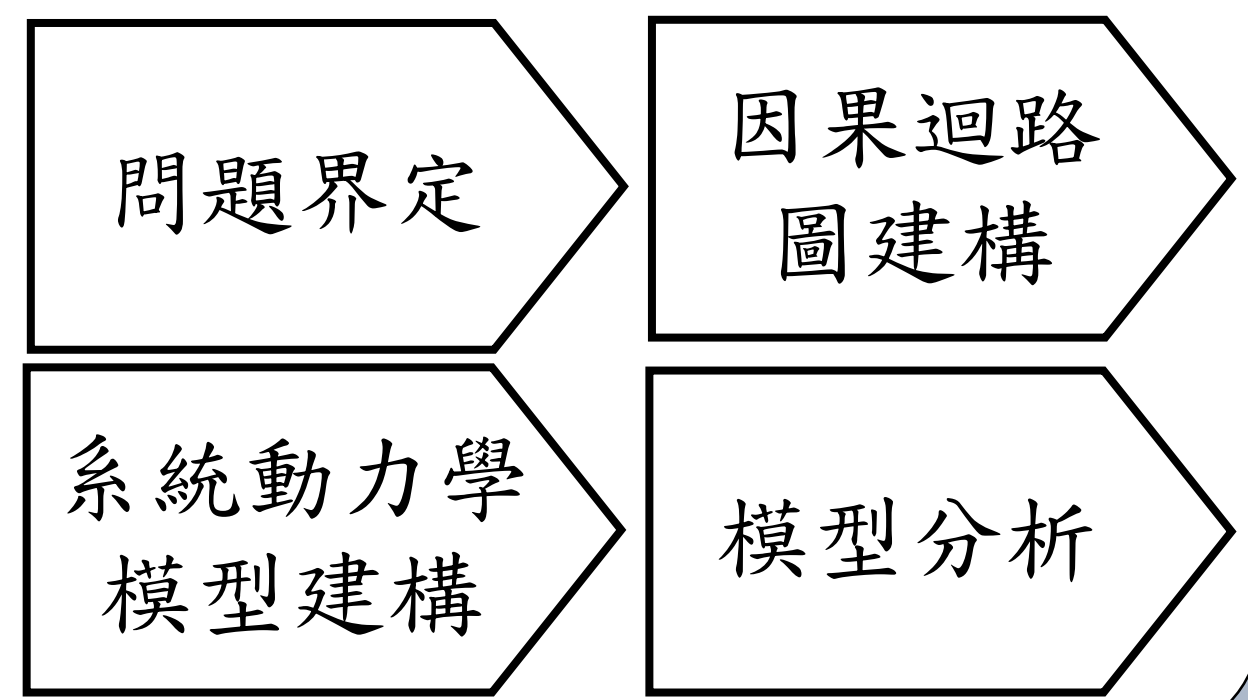 問題界定
因果迴路
圖建構
系統動力學
模型建構
模型分析